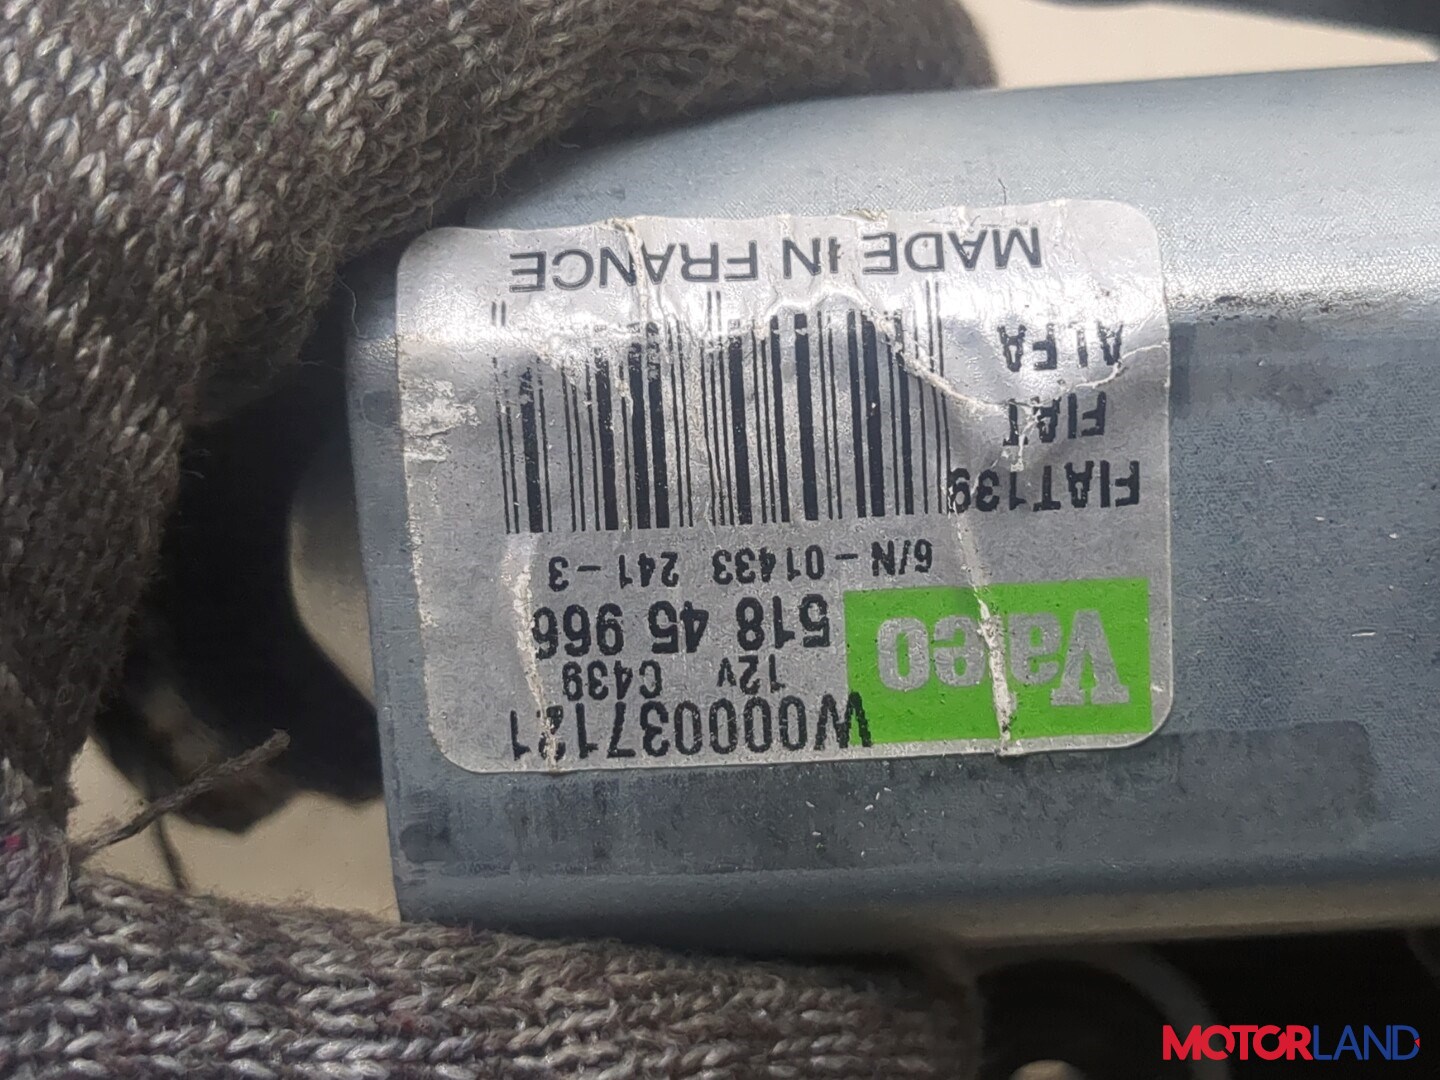 W000037121
12v C439
Valeo
518 45 966
6/N - 01433 241-3
FIAT139
FIAT
ALFA
MADE IN FRANCE
MOTORLAND